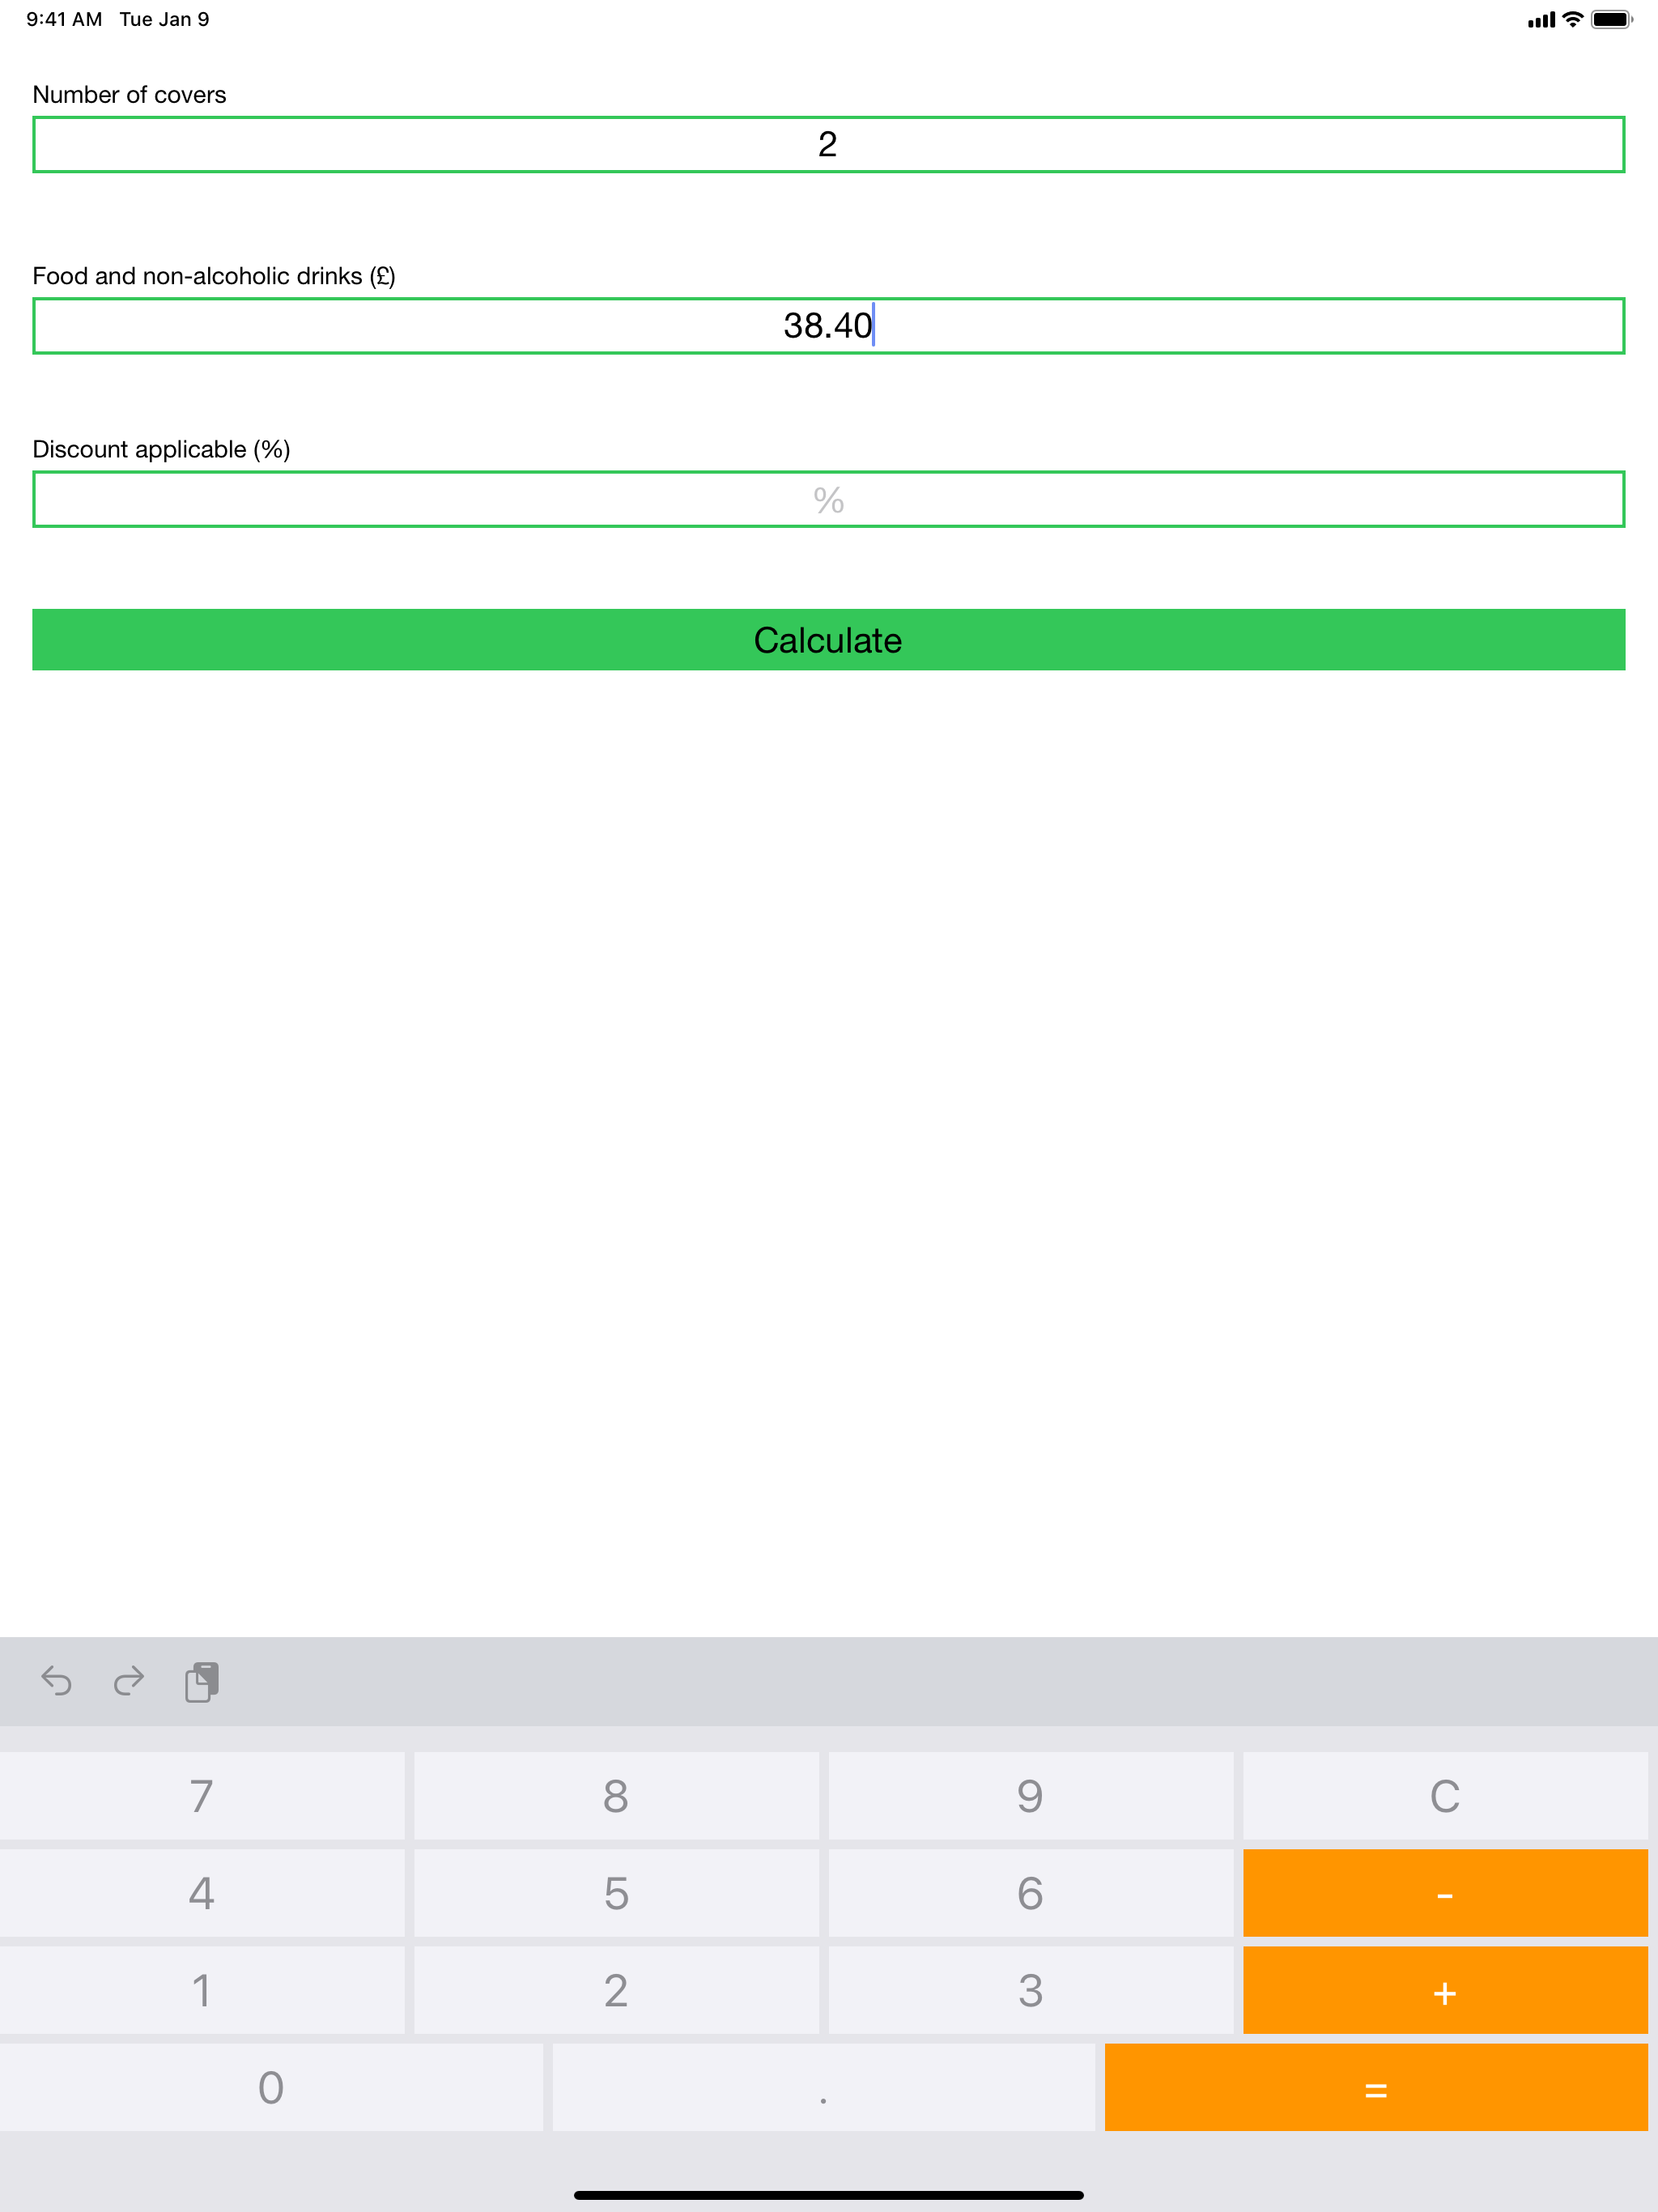 9:41 AM Tue Jan 9
Number of covers
2
Food and non-alcoholic drinks (£)
38.40
Discount applicable (%)
%
Calculate
7 8 9 C
4 5 6 -
1 2 3 +
0 . =